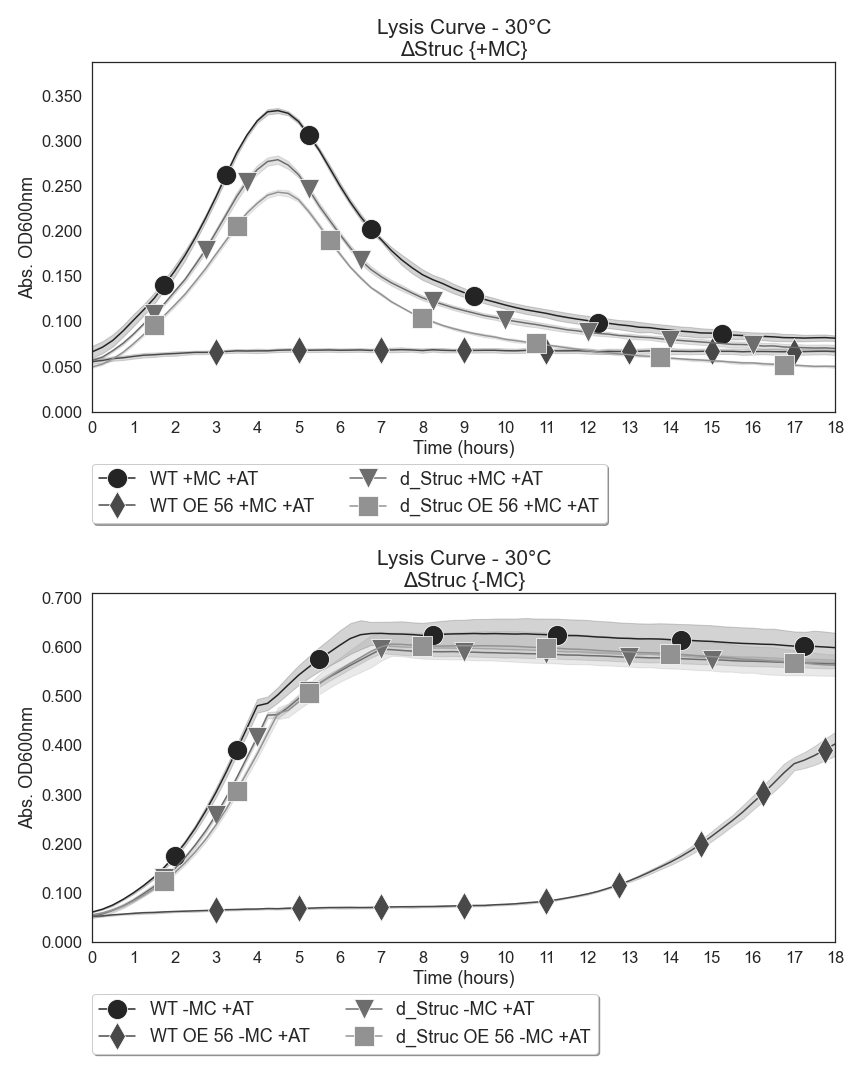 Lysis Curve - 30°C
ΔStruc {+MC}
Abs. OD600nm
0.350
0.300
0.250
0.200
0.150
0.100
0.050
0.000
0 1 2 3 4 5 6 7 8 9 10 11 12 13 14 15 16 17 18
Time (hours)
WT +MC +AT d_Struc +MC +AT
WT OE 56 +MC +AT d_Struc OE 56 +MC +AT
Lysis Curve - 30°C
ΔStruc {-MC}
Abs. OD600nm
0.700
0.600
0.500
0.400
0.300
0.200
0.100
0.000
0 1 2 3 4 5 6 7 8 9 10 11 12 13 14 15 16 17 18
Time (hours)
WT -MC +AT d_Struc -MC +AT
WT OE 56 -MC +AT d_Struc OE 56 -MC +AT